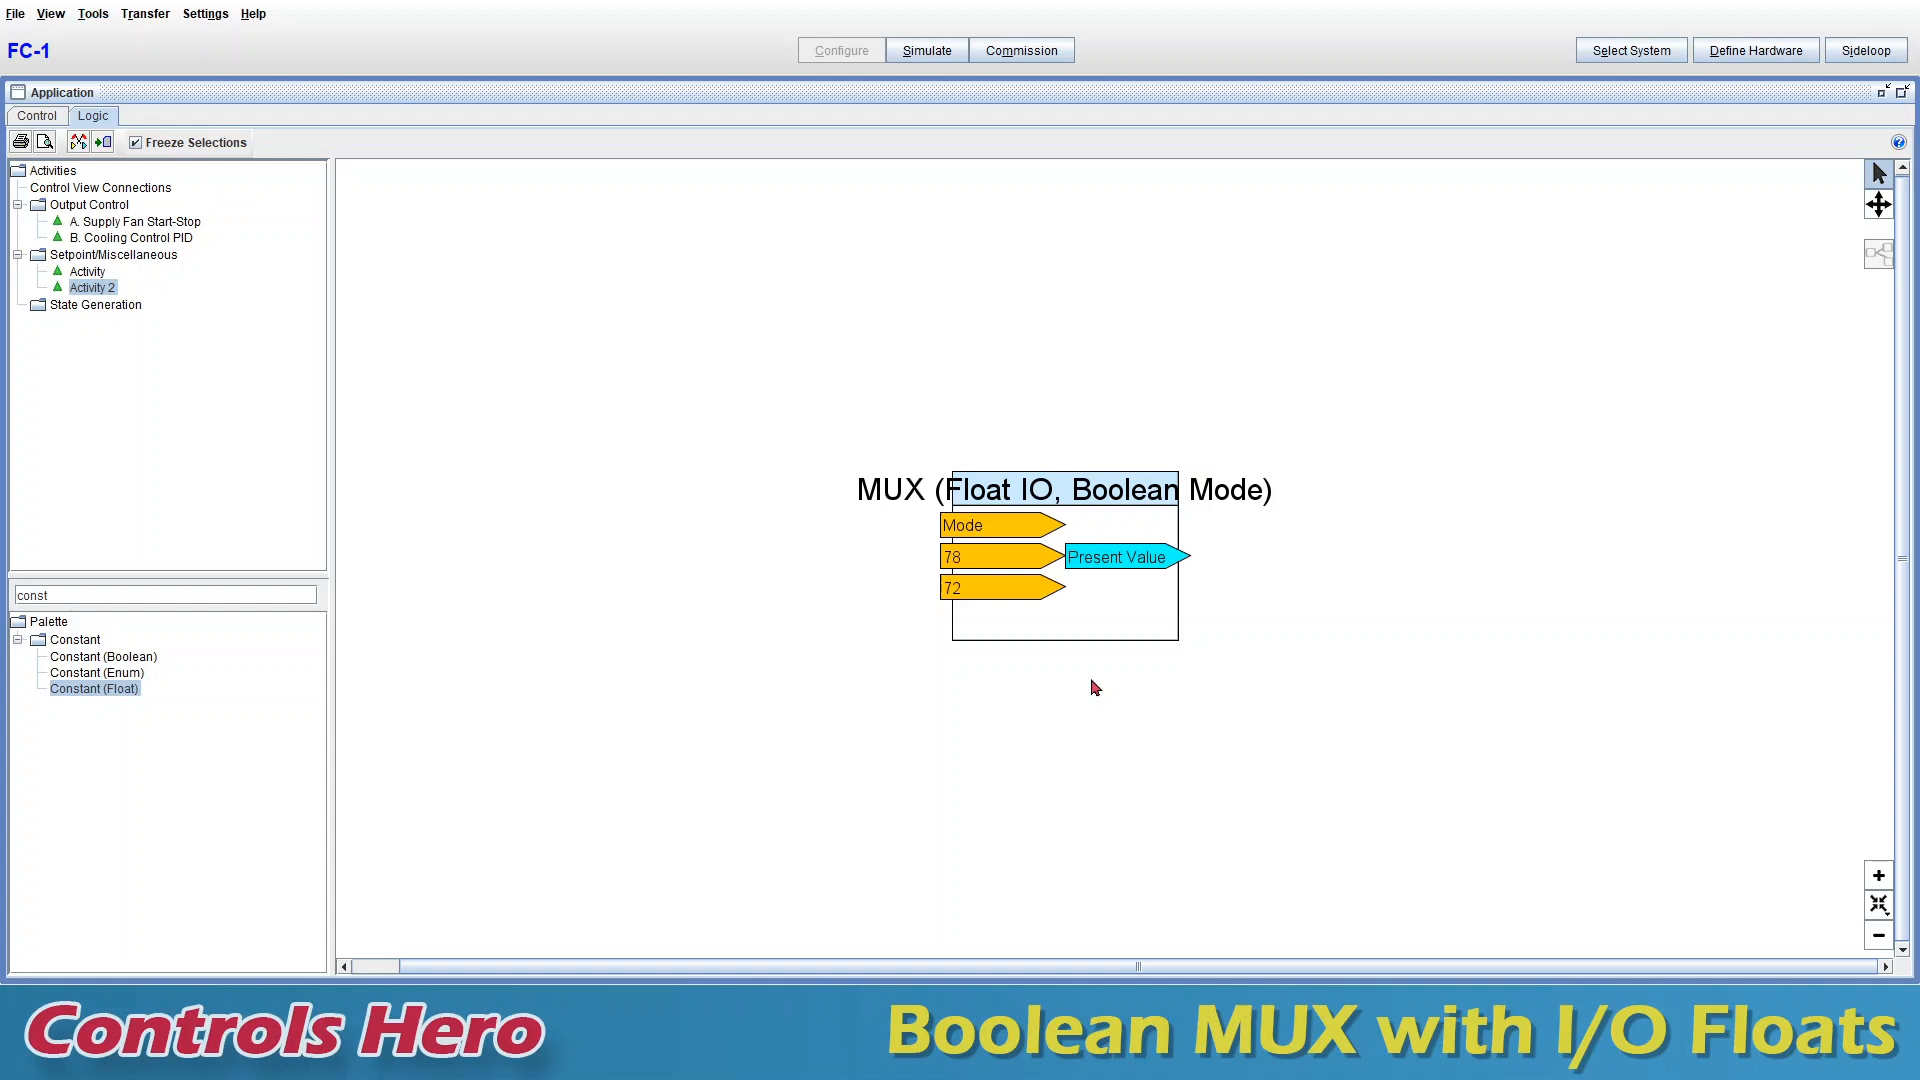 File View Tools Transfer Settings Help
FC-1
Configure Simulate Commission
Select System Define Hardware Sideloop
Application
Control Logic
Freeze Selections
?
Activities
Control View Connections
Output Control
A. Supply Fan Start-Stop
B. Cooling Control PID
Setpoint/Miscellaneous
Activity
Activity 2
State Generation
const
Palette
Constant
Constant (Boolean)
Constant (Enum)
Constant (Float)
MUX (Float IO, Boolean Mode)
Mode
78
Present Value
72
Controls Hero
Boolean MUX with I/O Floats